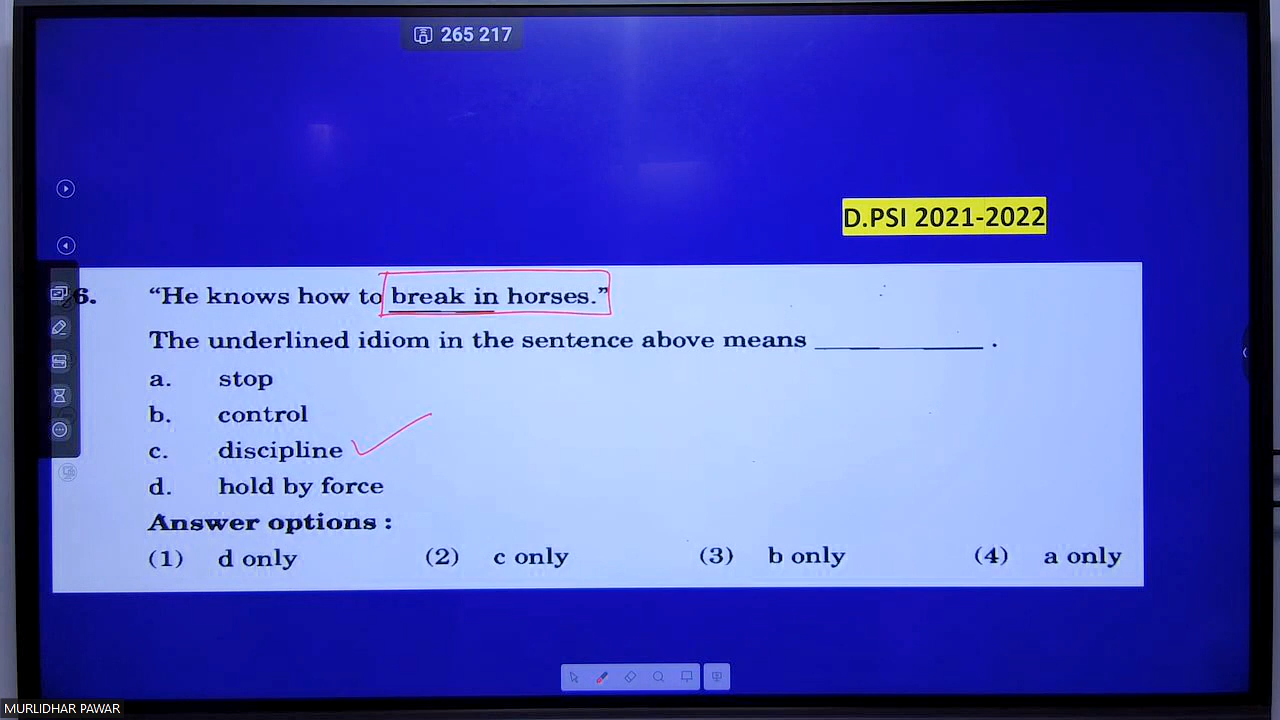 265 217
D.PSI 2021-2022
6. “He knows how to break in horses.”
The underlined idiom in the sentence above means ________ .
a. stop
b. control
c. discipline
d. hold by force
Answer options :
(1) d only (2) c only (3) b only (4) a only
MURLIDHAR PAWAR